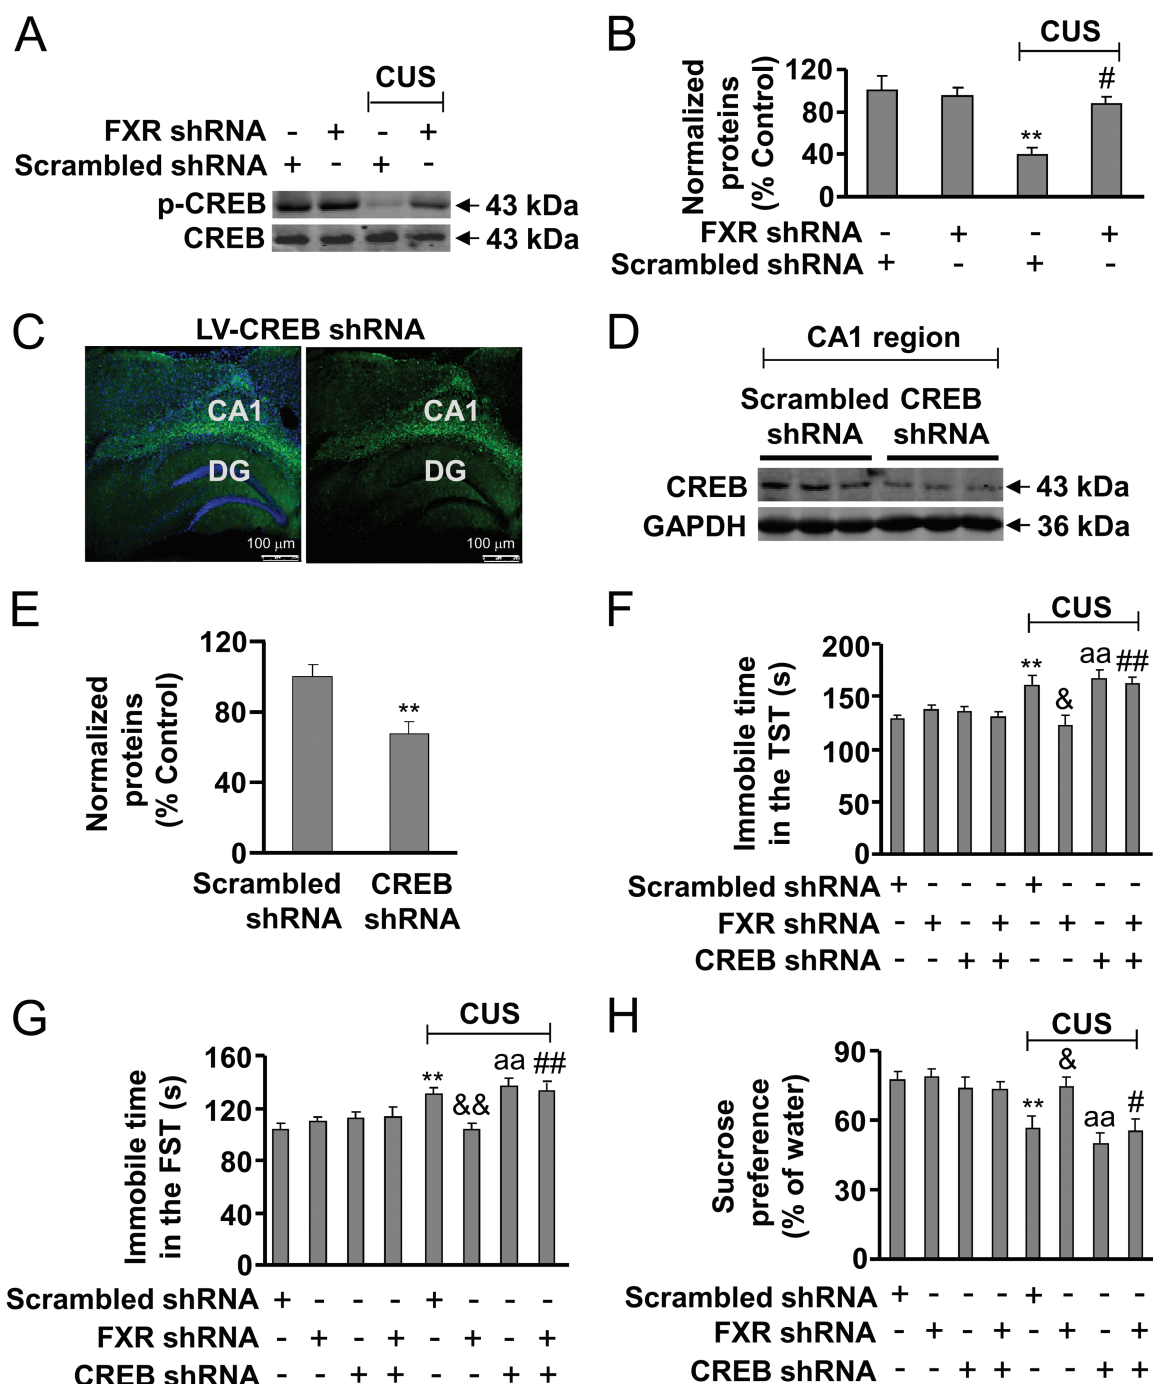 A
CUS
FXR shRNA - + - +
Scrambled shRNA + - + -
p-CREB 43 kDa
CREB 43 kDa
B
CUS
Normalized
proteins
(% Control)
120
80
40
0
**
#
FXR shRNA - + - +
Scrambled shRNA + - + -
C
LV-CREB shRNA
CA1
DG
100 μm
CA1
DG
100 μm
D
CA1 region
Scrambled CREB
shRNA shRNA
CREB 43 kDa
GAPDH 36 kDa
E
Normalized
proteins
(% Control)
120
80
40
0
**
Scrambled CREB
shRNA shRNA
F
CUS
Immobile time
in the TST (s)
200
150
100
50
0
** & aa ##
Scrambled shRNA + - - - + - - -
FXR shRNA - + - + - + - +
CREB shRNA - - + + - - + +
G
CUS
Immobile time
in the FST (s)
160
120
80
40
0
** && aa ##
Scrambled shRNA + - - - + - - -
FXR shRNA - + - + - + - +
CREB shRNA - - + + - - + +
H
CUS
Sucrose
preference
(% of water)
90
60
30
0
** & aa #
Scrambled shRNA + - - - + - - -
FXR shRNA - + - + - + - +
CREB shRNA - - + + - - + +